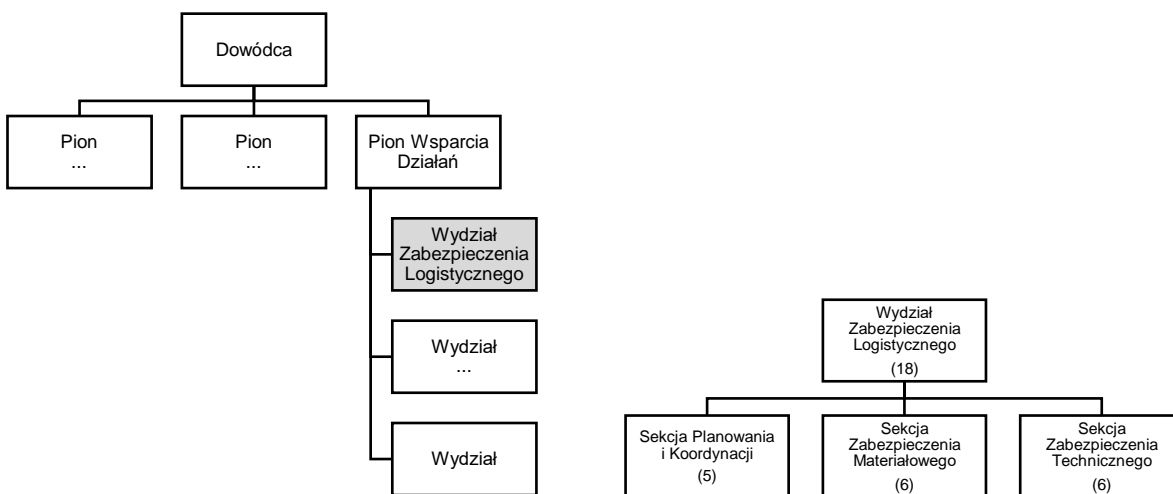 Dowódca
Pion
...
Pion
...
Pion Wsparcia
Działań
Wydział
Zabezpieczenia
Logistycznego
Wydział
...
Wydział
Wydział
Zabezpieczenia
Logistycznego
(18)
Sekcja Planowania
i Koordynacji
(5)
Sekcja
Zabezpieczenia
Materiałowego
(6)
Sekcja
Zabezpieczenia
Technicznego
(6)